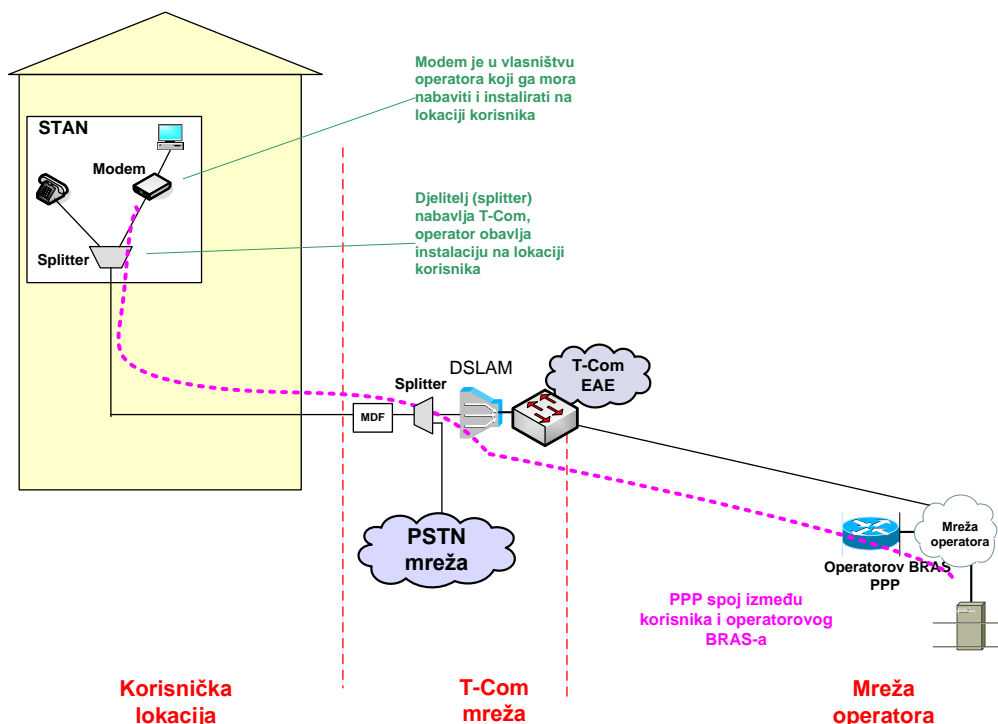 Modem je u vlasništvu
operatora koji ga mora
nabaviti i instalirati na
lokaciji korisnika
STAN
Modem
Djelitelj (splitter)
nabavlja T-Com,
operator obavlja
instalaciju na lokaciji
korisnika
Splitter
DSLAM
T-Com
EAE
Splitter
MDF
PSTN
mreža
Mreža
operatora
Operatorov BRAS
PPP
PPP spoj između
korisnika i operatorovog
BRAS-a
Korisnička
lokacija
T-Com
mreža
Mreža
operatora